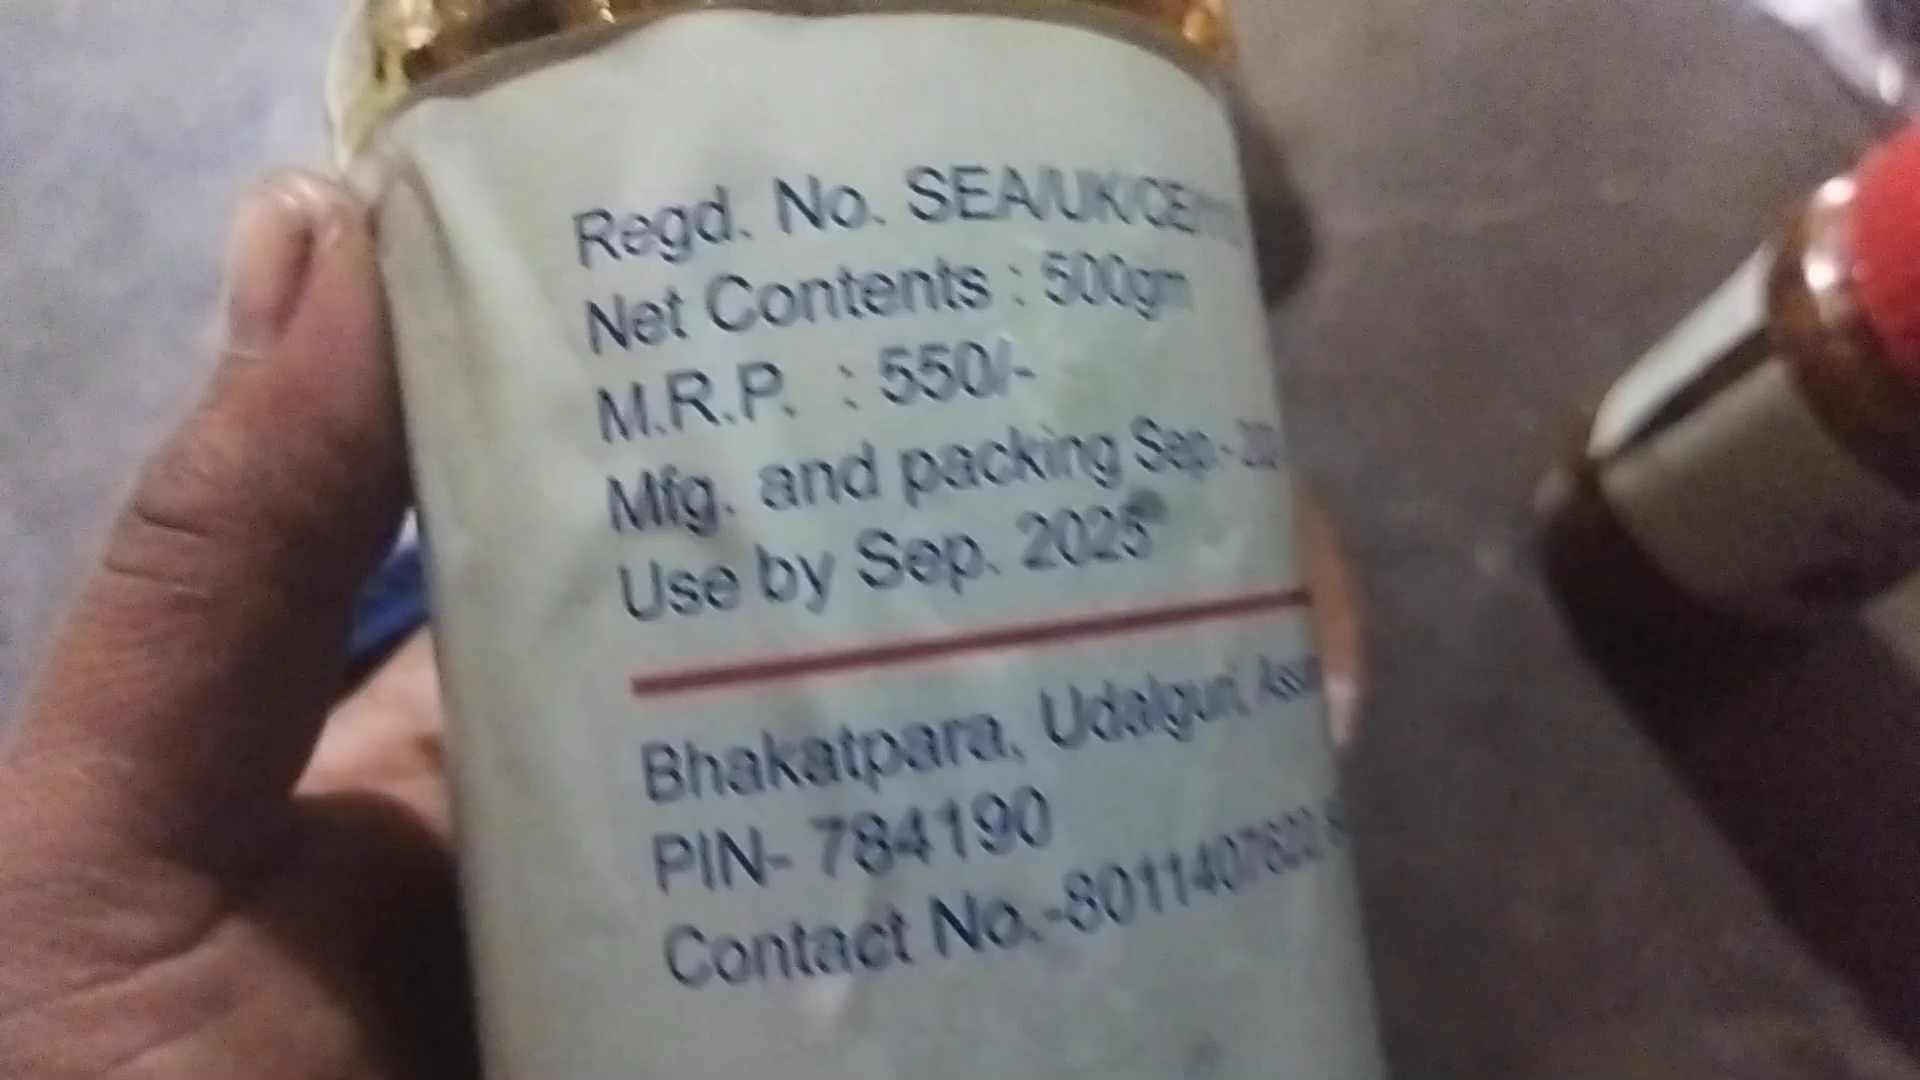 Regd. No. SEA/UK/CE/
Net Contents : 500gm
M.R.P. : 550/-
Mfg. and packing Sep.-
Use by Sep. 2025
Bhakatpara, Udalguri,
PIN- 784190
Contact No.-8011407622